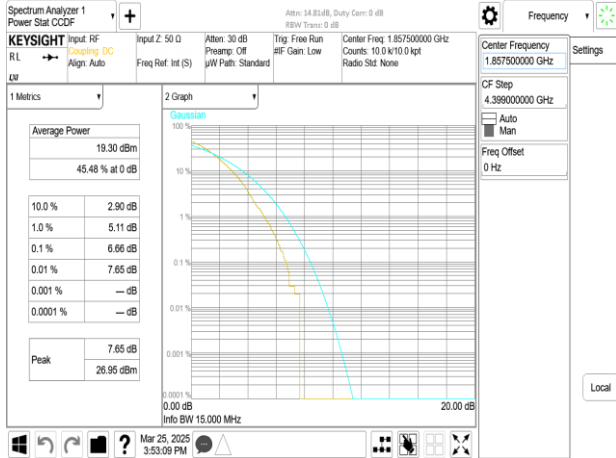 Spectrum Analyzer 1
Power Stat CCDF
Attn: 14.81dB, Duty Corr: 0 dB
RBW Trans: 0 dB
Frequency
KEYSIGHT
RL
Input: RF
Coupling: DC
Align: Auto
Input Z: 50 Ω
Freq Ref: Int (S)
Atten: 30 dB
Preamp: Off
µW Path: Standard
Trig: Free Run
#IF Gain: Low
Center Freq: 1.857500000 GHz
Counts: 10.0 k/10.0 kpt
Radio Std: None
Center Frequency
1.857500000 GHz
Settings
CF Step
4.399000000 GHz
Auto
Man
Freq Offset
0 Hz
Local
1 Metrics
Average Power
19.30 dBm
45.48 % at 0 dB
10.0 % 2.90 dB
1.0 % 5.11 dB
0.1 % 6.66 dB
0.01 % 7.65 dB
0.001 % --- dB
0.0001 % --- dB
Peak
7.65 dB
26.95 dBm
2 Graph
Gaussian
100 %
10 %
1 %
0.1 %
0.01 %
0.001 %
0.0001 %
0.00 dB
20.00 dB
Info BW 15.000 MHz
?
Mar 25, 2025
3:53:09 PM